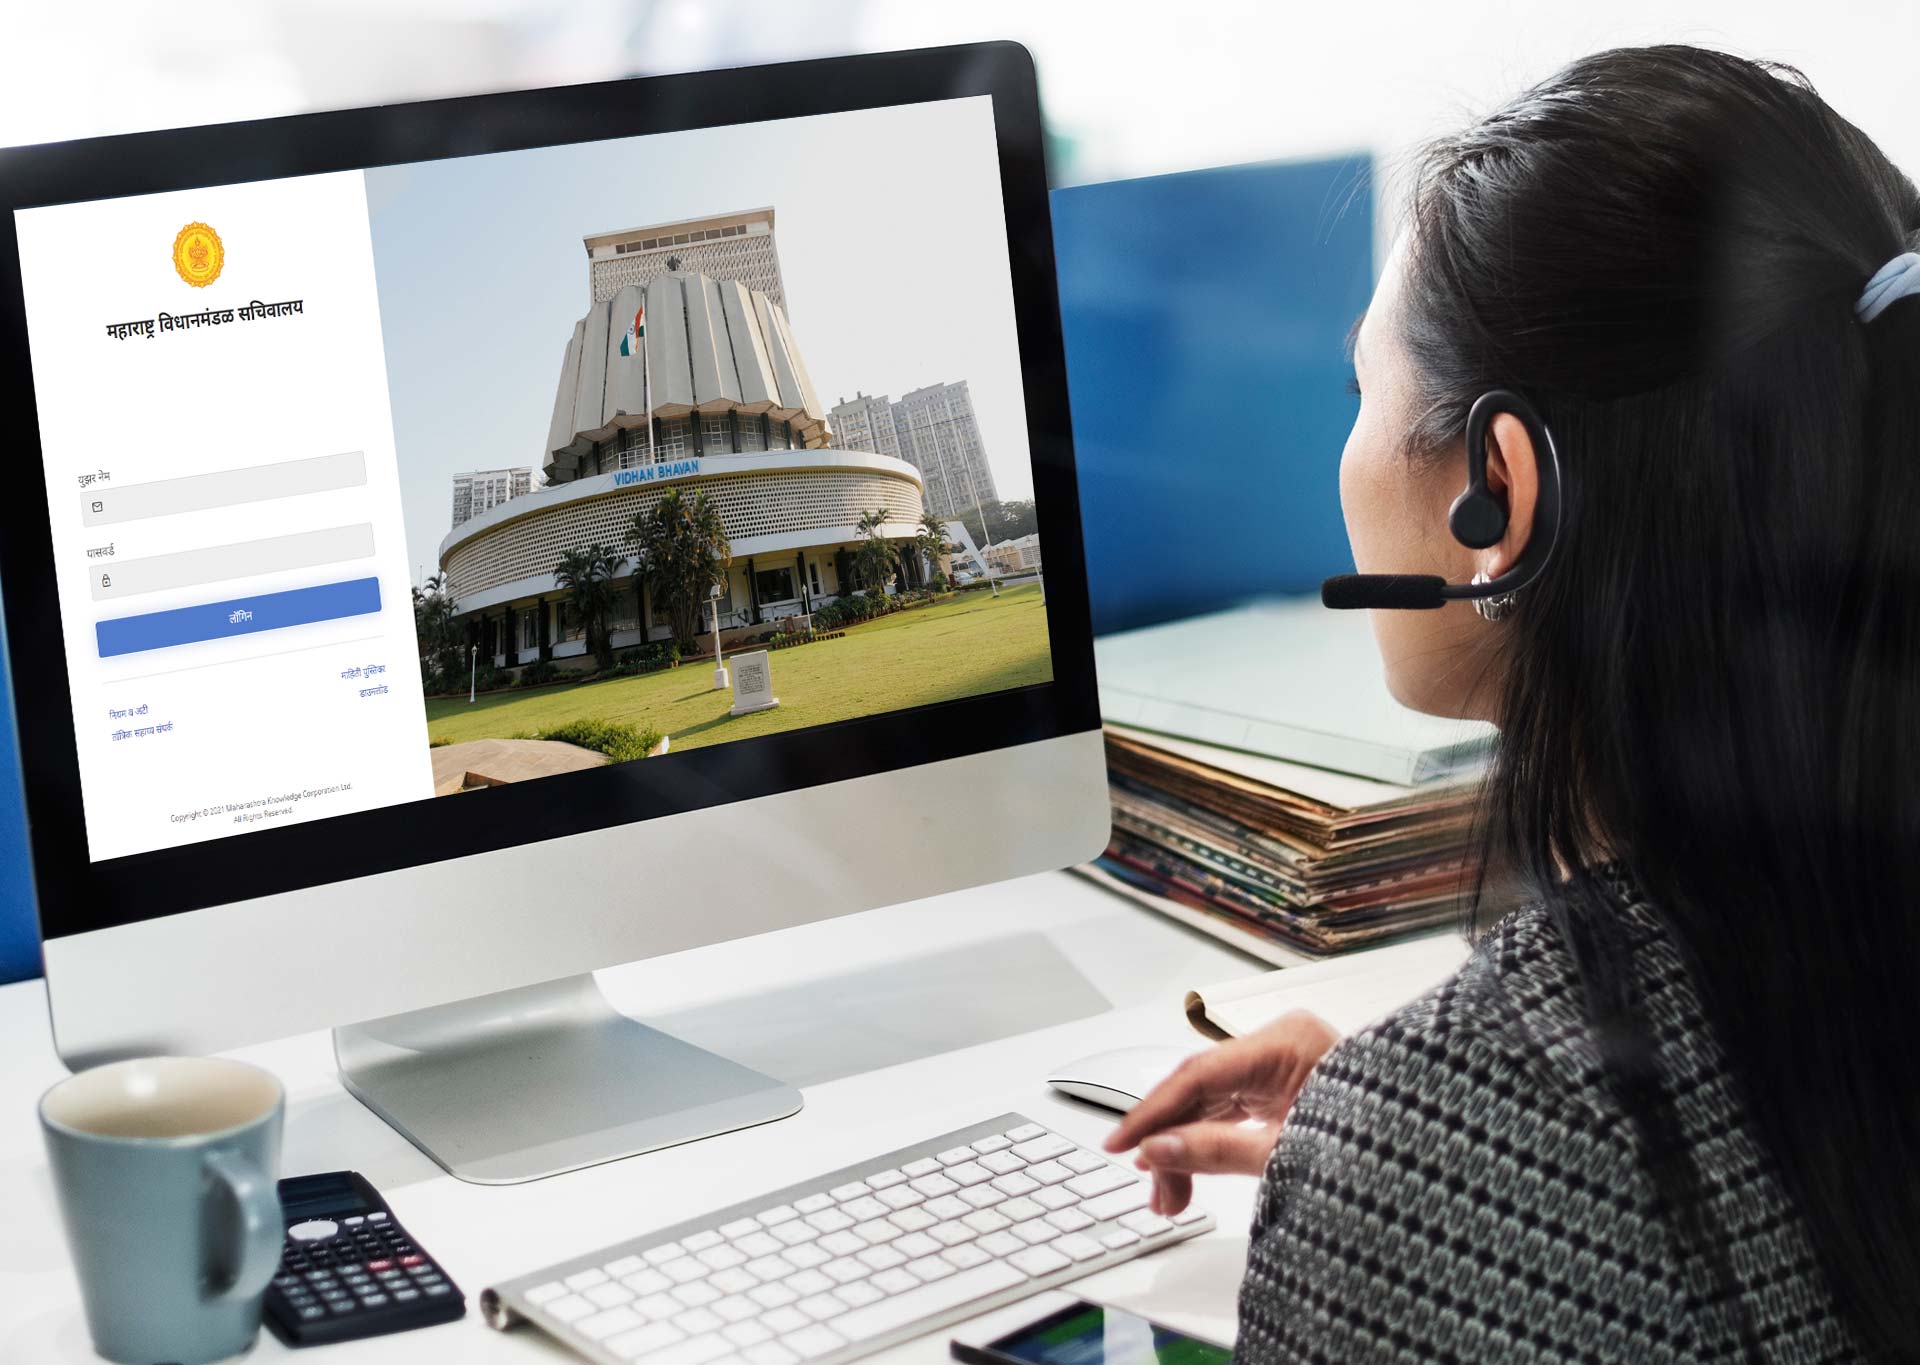 महाराष्ट्र विधानमंडळ सचिवालय
युझर नेम
पासवर्ड
लॉगिन
माहिती पुस्तिका
डाउनलोड
नियम व अटी
तांत्रिक सहाय्य संपर्क
Copyright © 2021 Maharashtra Knowledge Corporation Ltd.
All Rights Reserved.
VIDHAN BHAVAN